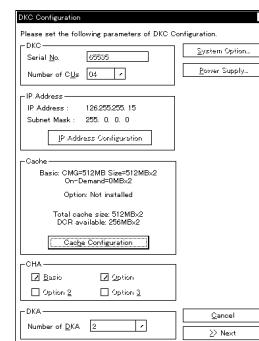 DKC Configuration
Please set the following parameters of DKC Configuration.
DKC
Serial No. 65535
Number of CUs 04
System Option...
Power Supply...
IP Address
IP Address : 126.255.255. 15
Subnet Mask : 255. 0. 0. 0
IP Address Configuration
Cache
Basic: CMG=512MB Size=512MBx2
On-Demand=0MBx2
Option: Not installed
Total cache size: 512MBx2
DCR available: 256MBx2
Cache Configuration
CHA
Basic Option
Option 2 Option 3
DKA
Number of DKA 2
Cancel
>> Next